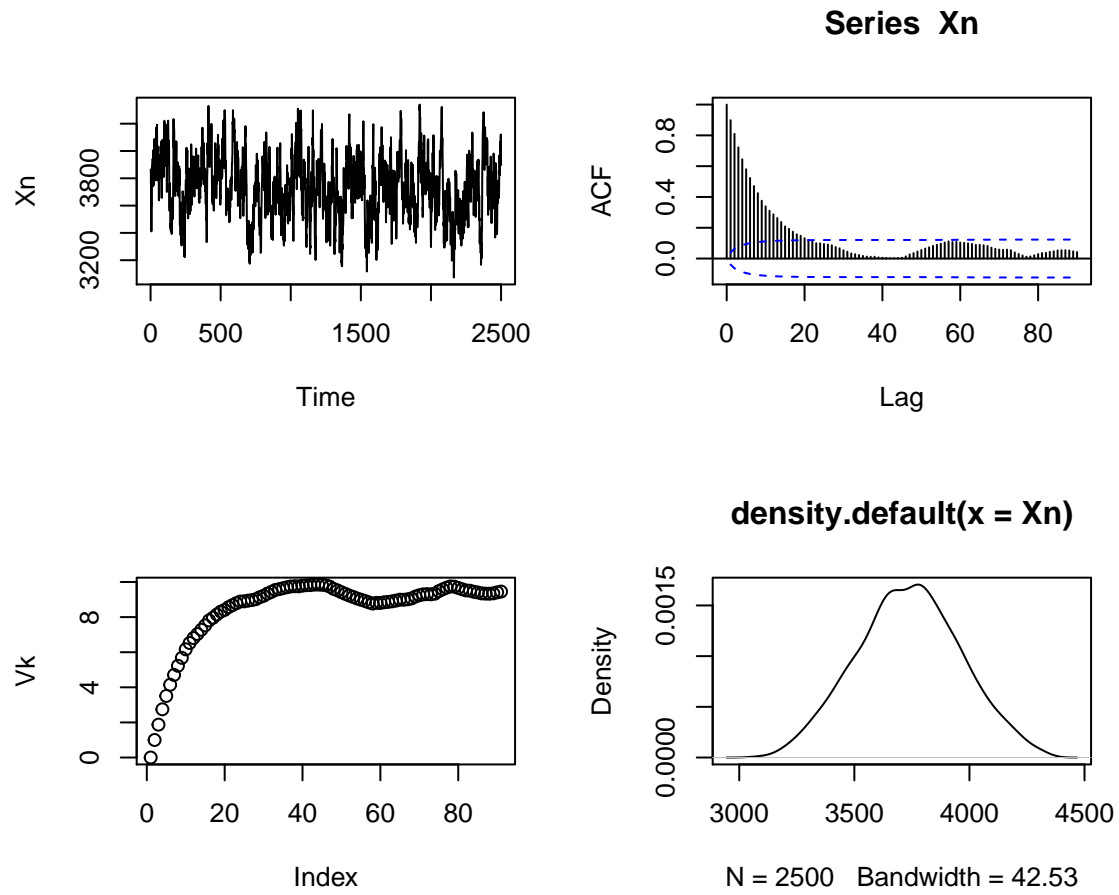 Series  Xn
Xn
3200 3800
0 500 1500 2500
Time
ACF
0.0 0.4 0.8
0 20 40 60 80
Lag
Vk
0 4 8
0 20 40 60 80
Index
density.default(x = Xn)
Density
0.0000 0.0015
3000 3500 4000 4500
N = 2500   Bandwidth = 42.53